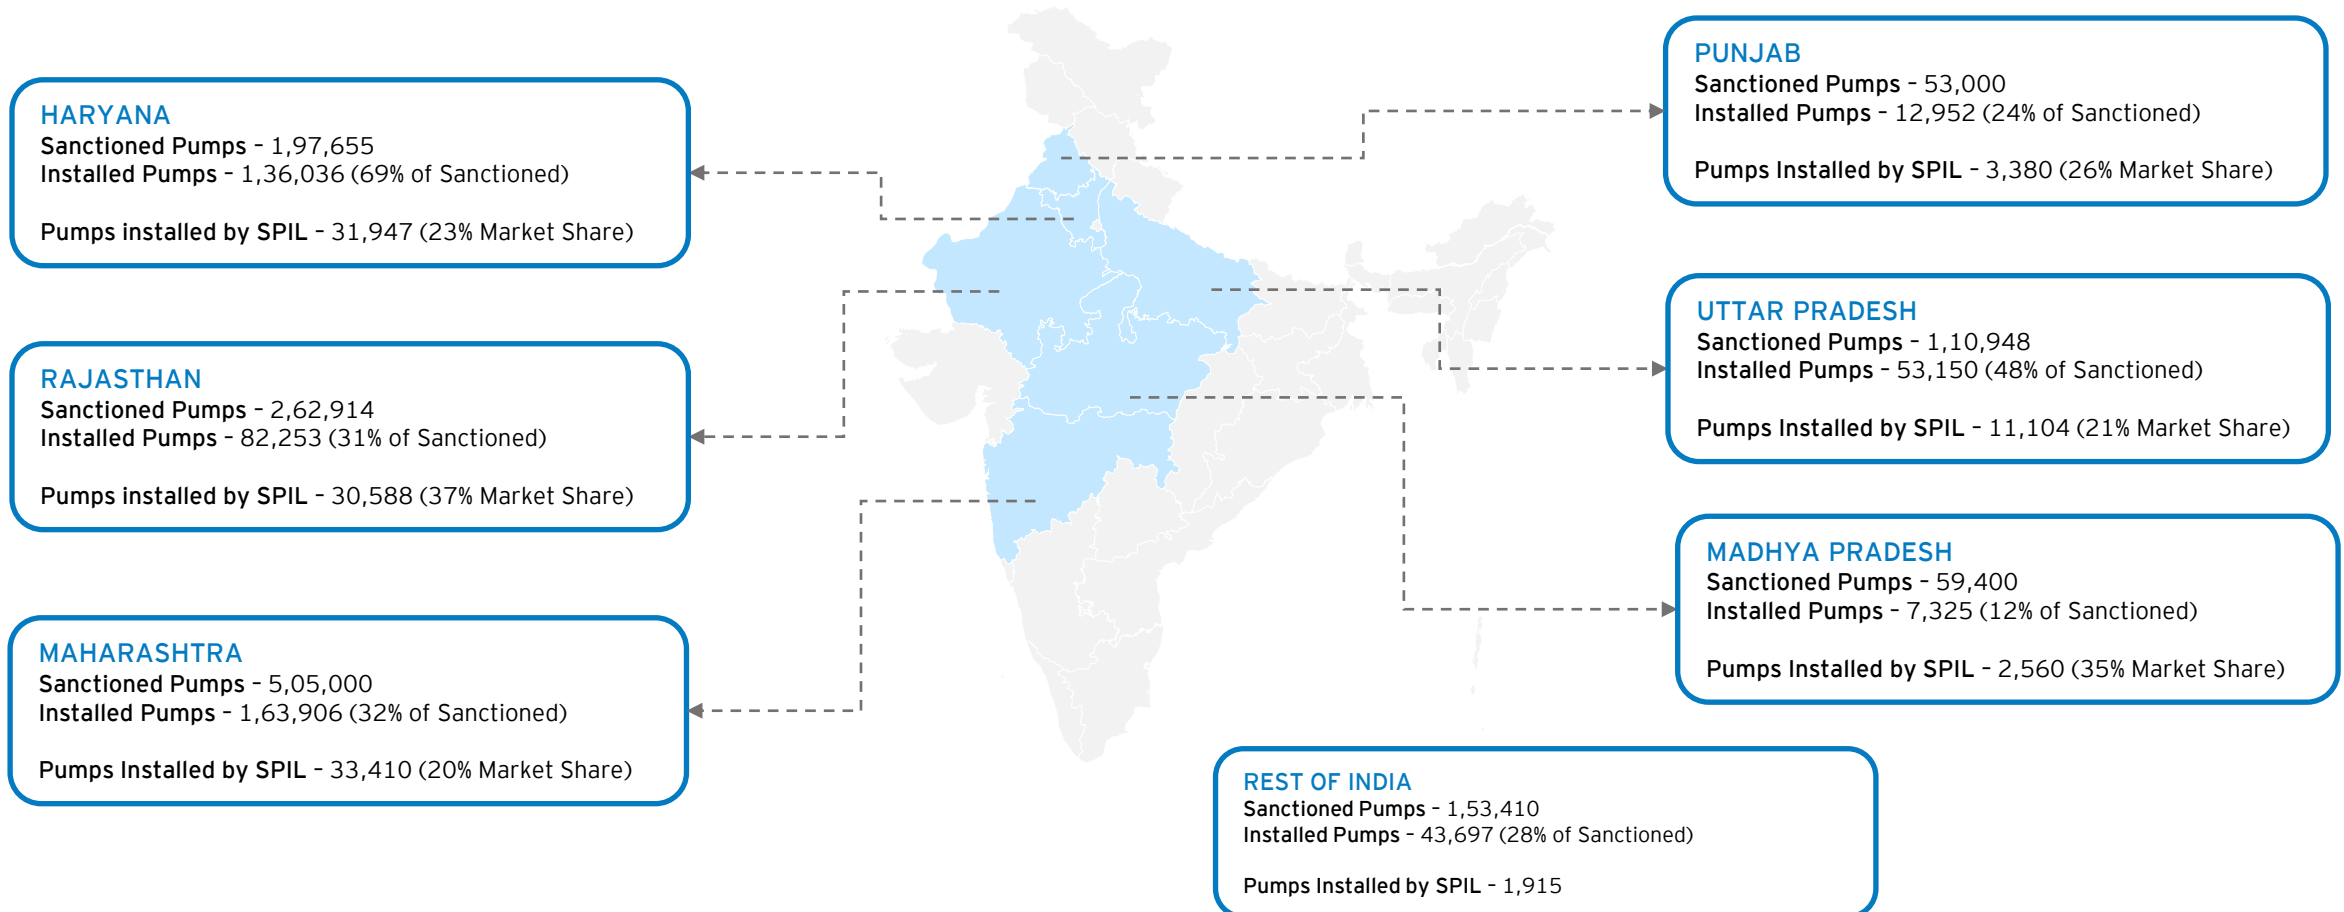 HARYANA
Sanctioned Pumps – 1,97,655
Installed Pumps – 1,36,036 (69% of Sanctioned)
Pumps installed by SPIL – 31,947 (23% Market Share)
RAJASTHAN
Sanctioned Pumps – 2,62,914
Installed Pumps – 82,253 (31% of Sanctioned)
Pumps installed by SPIL – 30,588 (37% Market Share)
MAHARASHTRA
Sanctioned Pumps – 5,05,000
Installed Pumps – 1,63,906 (32% of Sanctioned)
Pumps Installed by SPIL – 33,410 (20% Market Share)
PUNJAB
Sanctioned Pumps – 53,000
Installed Pumps – 12,952 (24% of Sanctioned)
Pumps Installed by SPIL – 3,380 (26% Market Share)
UTTAR PRADESH
Sanctioned Pumps – 1,10,948
Installed Pumps – 53,150 (48% of Sanctioned)
Pumps Installed by SPIL – 11,104 (21% Market Share)
MADHYA PRADESH
Sanctioned Pumps – 59,400
Installed Pumps – 7,325 (12% of Sanctioned)
Pumps Installed by SPIL – 2,560 (35% Market Share)
REST OF INDIA
Sanctioned Pumps – 1,53,410
Installed Pumps – 43,697 (28% of Sanctioned)
Pumps Installed by SPIL – 1,915